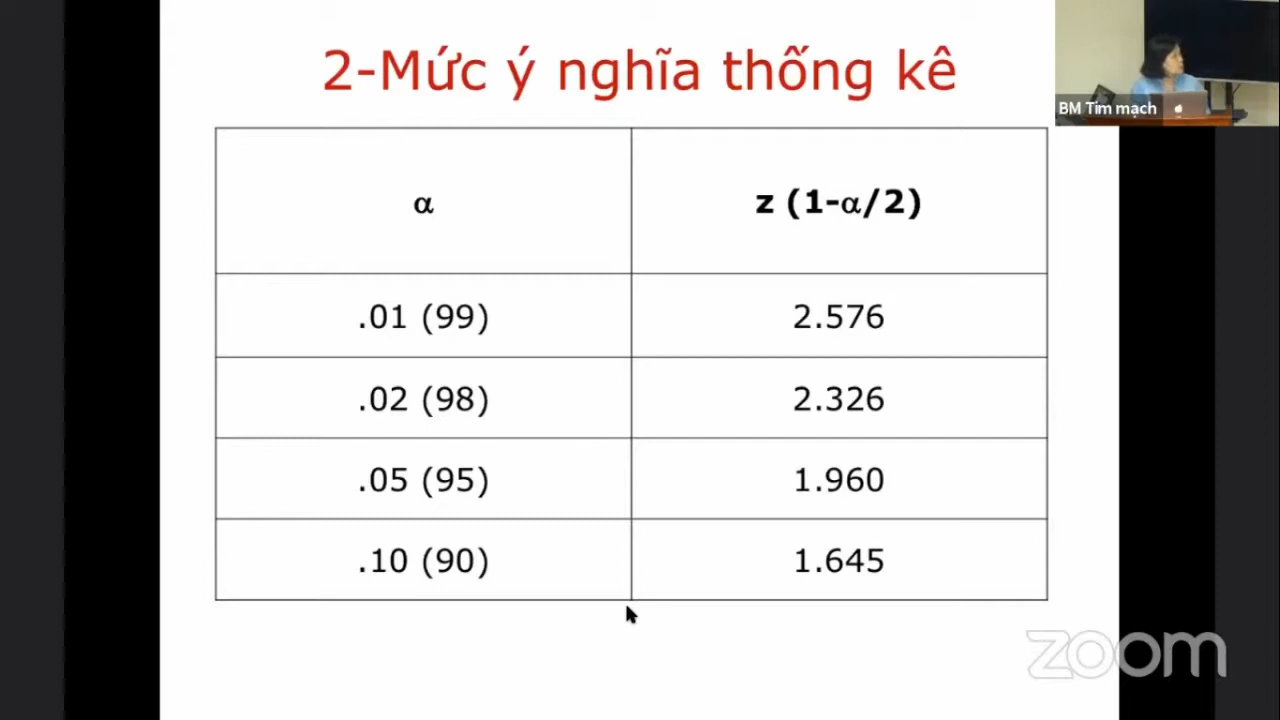 2-Mức ý nghĩa thống kê
BM Tim mạch
α
z (1-α/2)
.01 (99)
2.576
.02 (98)
2.326
.05 (95)
1.960
.10 (90)
1.645
zoom